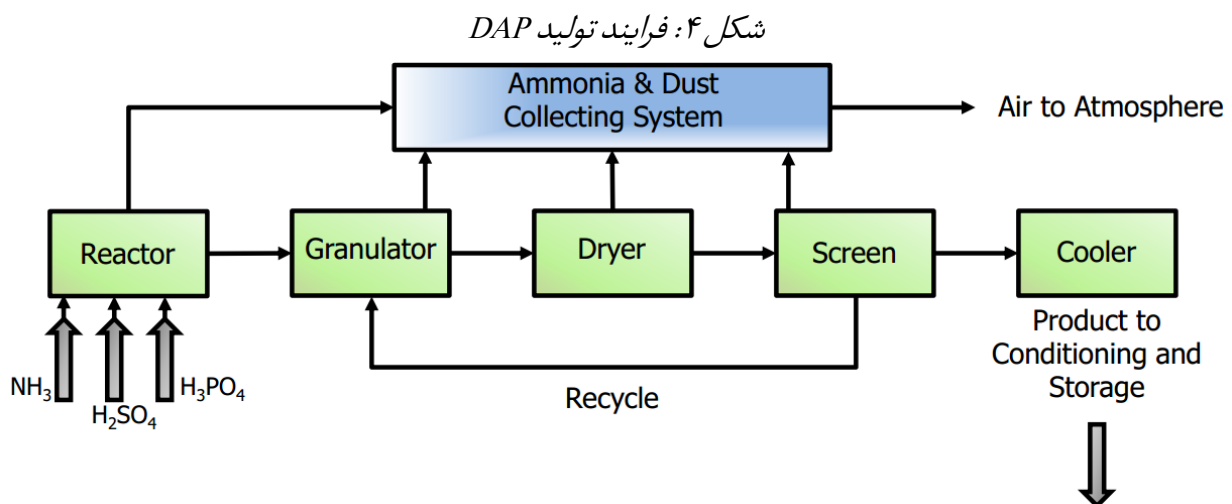 شکل ۴: فرایند تولید DAP
Ammonia & Dust
Collecting System
Air to Atmosphere
Reactor
Granulator
Dryer
Screen
Cooler
NH₃
H₂SO₄
H₃PO₄
Recycle
Product to
Conditioning and
Storage